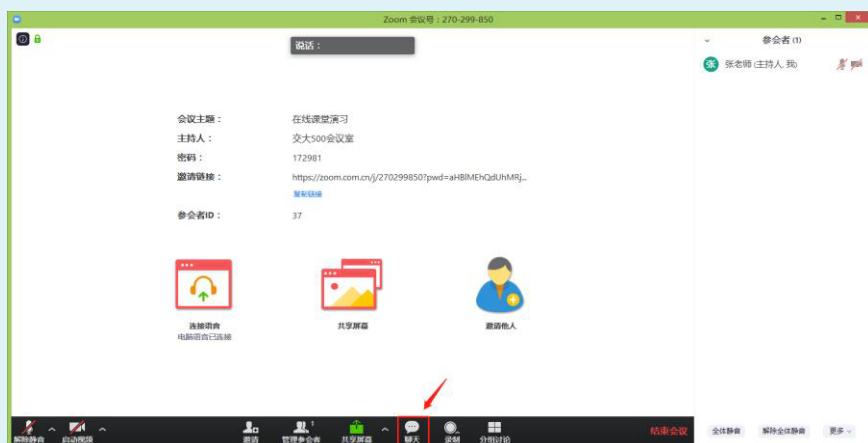 Zoom 会议号：270-299-850
说话：
参会者 (1)
张 张老师 (主持人, 我)
会议主题： 在线课堂演习
主持人： 交大500会议室
密码： 172981
邀请链接： https://zoom.com.cn/j/270299850?pwd=aHBlMEhQdUhMRj...
复制链接
参会者ID： 37
连接语音 共享屏幕 邀请他人
电脑语音已连接
解除静音 启动视频 邀请 管理参会者 1 共享屏幕 聊天 录制 分组讨论 结束会议
全体静音 解除全体静音 更多